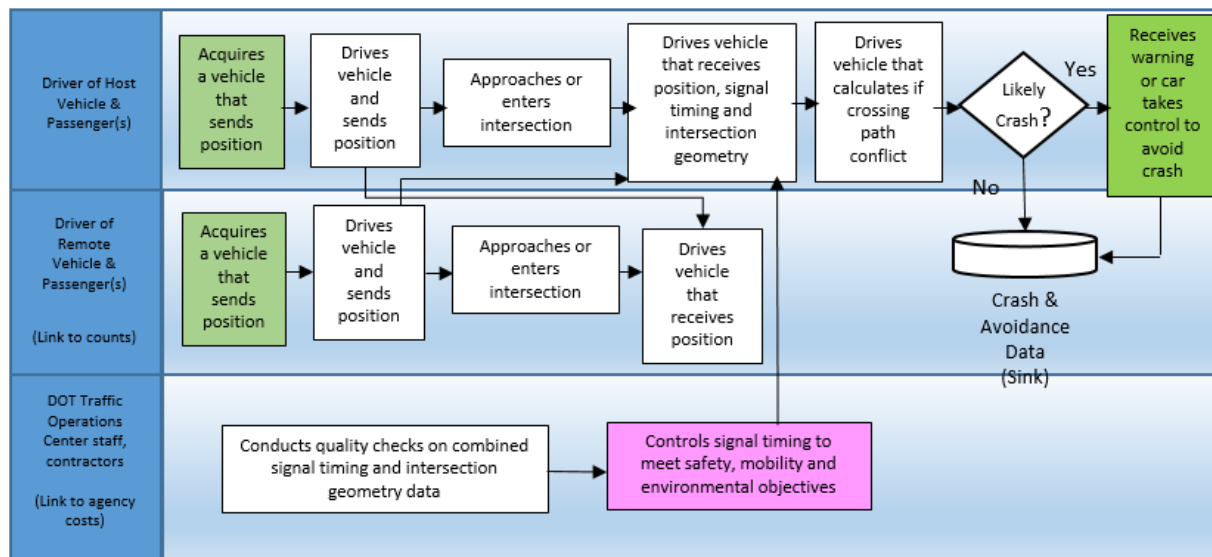 Driver of Host
Vehicle &
Passenger(s)
Acquires
a vehicle
that
sends
position
Drives
vehicle
and
sends
position
Approaches or
enters
intersection
Drives vehicle
that receives
position, signal
timing and
intersection
geometry
Drives
vehicle that
calculates if
crossing
path
conflict
Likely
Crash?
Yes
No
Receives
warning
or car
takes
control to
avoid
crash
Driver of
Remote
Vehicle &
Passenger(s)
(Link to counts)
Acquires
a vehicle
that
sends
position
Drives
vehicle
and
sends
position
Approaches or
enters
intersection
Drives
vehicle
that
receives
position
Crash &
Avoidance
Data
(Sink)
DOT Traffic
Operations
Center staff,
contractors
(Link to agency
costs)
Conducts quality checks on combined
signal timing and intersection
geometry data
Controls signal timing to
meet safety, mobility and
environmental objectives